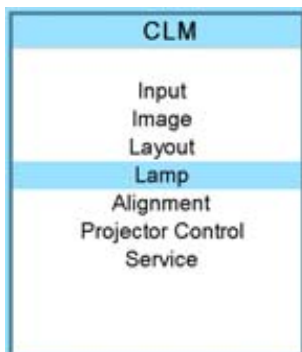 CLM
Input
Image
Layout
Lamp
Alignment
Projector Control
Service